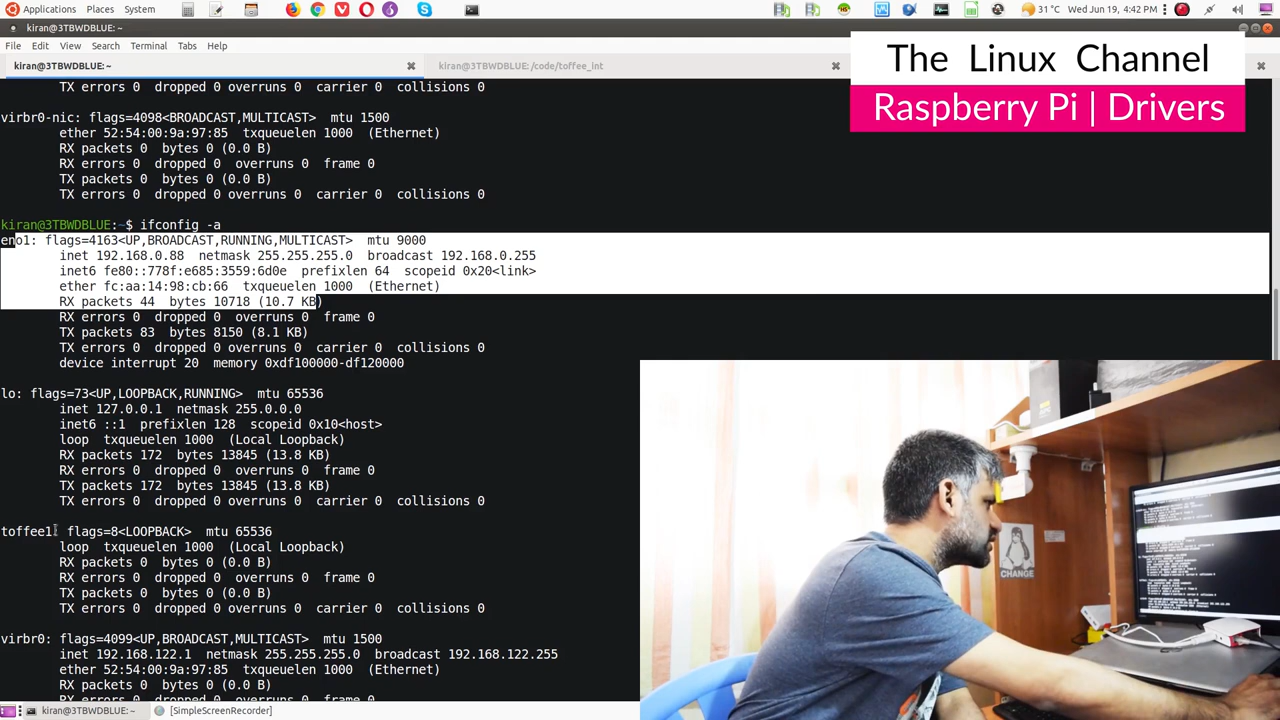 Applications Places System
31 °C Wed Jun 19, 4:42 PM
kiran@3TBWDBLUE: ~
File Edit View Search Terminal Tabs Help
kiran@3TBWDBLUE: ~
kiran@3TBWDBLUE: /code/toffee_int
The Linux Channel
Raspberry Pi | Drivers
TX errors 0 dropped 0 overruns 0 carrier 0 collisions 0
virbr0-nic: flags=4098<BROADCAST,MULTICAST> mtu 1500
ether 52:54:00:9a:97:85 txqueuelen 1000 (Ethernet)
RX packets 0 bytes 0 (0.0 B)
RX errors 0 dropped 0 overruns 0 frame 0
TX packets 0 bytes 0 (0.0 B)
TX errors 0 dropped 0 overruns 0 carrier 0 collisions 0
kiran@3TBWDBLUE:~$ ifconfig -a
eno1: flags=4163<UP,BROADCAST,RUNNING,MULTICAST> mtu 9000
inet 192.168.0.88 netmask 255.255.255.0 broadcast 192.168.0.255
inet6 fe80::778f:e685:3559:6d0e prefixlen 64 scopeid 0x20<link>
ether fc:aa:14:98:cb:66 txqueuelen 1000 (Ethernet)
RX packets 44 bytes 10718 (10.7 KB)
RX errors 0 dropped 0 overruns 0 frame 0
TX packets 83 bytes 8150 (8.1 KB)
TX errors 0 dropped 0 overruns 0 carrier 0 collisions 0
device interrupt 20 memory 0xdf100000-df120000
lo: flags=73<UP,LOOPBACK,RUNNING> mtu 65536
inet 127.0.0.1 netmask 255.0.0.0
inet6 ::1 prefixlen 128 scopeid 0x10<host>
loop txqueuelen 1000 (Local Loopback)
RX packets 172 bytes 13845 (13.8 KB)
RX errors 0 dropped 0 overruns 0 frame 0
TX packets 172 bytes 13845 (13.8 KB)
TX errors 0 dropped 0 overruns 0 carrier 0 collisions 0
toffee1: flags=8<LOOPBACK> mtu 65536
loop txqueuelen 1000 (Local Loopback)
RX packets 0 bytes 0 (0.0 B)
RX errors 0 dropped 0 overruns 0 frame 0
TX packets 0 bytes 0 (0.0 B)
TX errors 0 dropped 0 overruns 0 carrier 0 collisions 0
virbr0: flags=4099<UP,BROADCAST,MULTICAST> mtu 1500
inet 192.168.122.1 netmask 255.255.255.0 broadcast 192.168.122.255
ether 52:54:00:9a:97:85 txqueuelen 1000 (Ethernet)
RX packets 0 bytes 0 (0.0 B)
RX errors 0 dropped 0 overruns 0 frame 0
CHANGE
kiran@3TBWDBLUE: ~
[SimpleScreenRecorder]